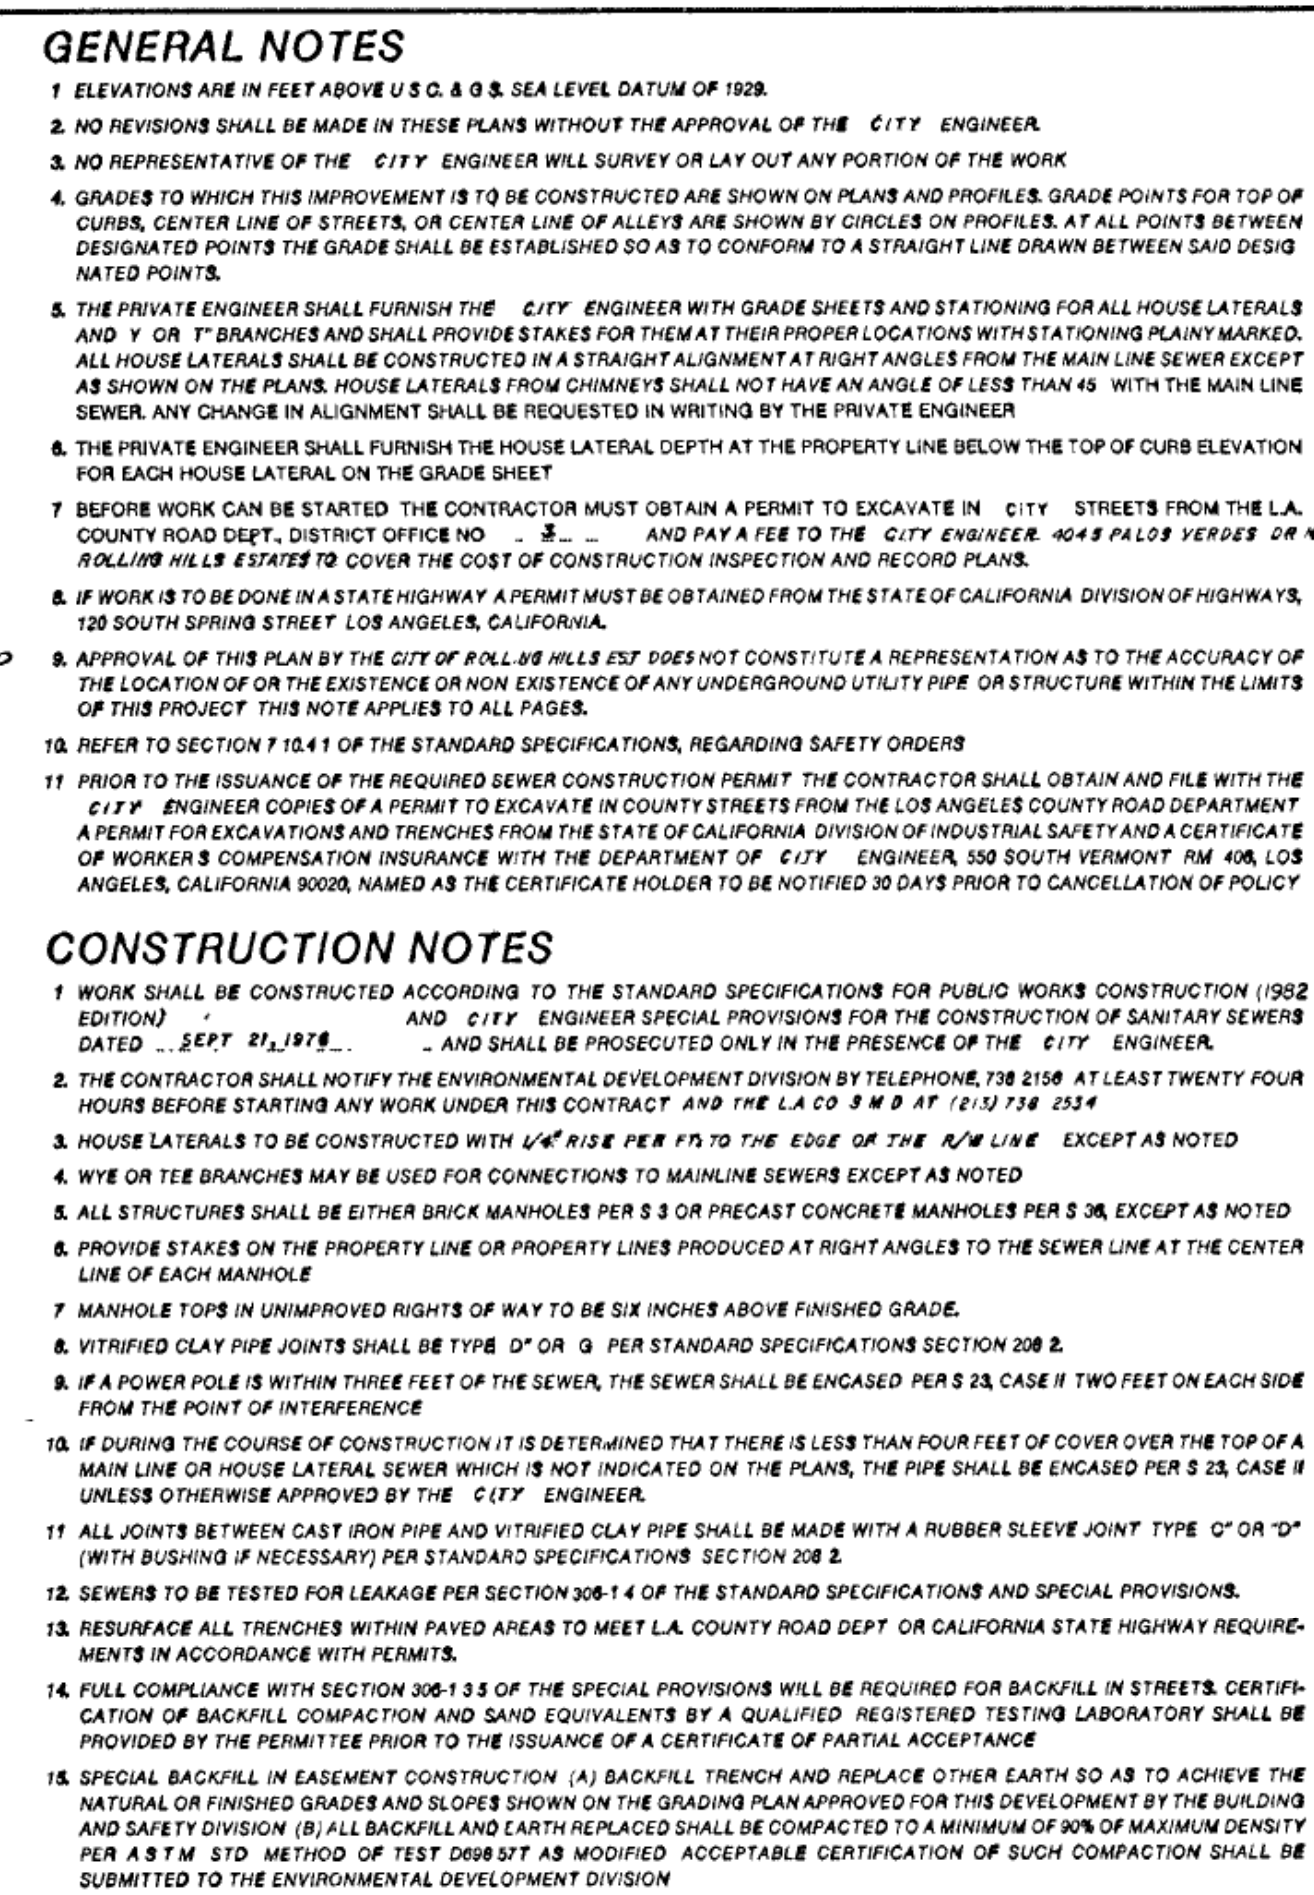 GENERAL NOTES
1 ELEVATIONS ARE IN FEET ABOVE U S C. & G S. SEA LEVEL DATUM OF 1929.
2. NO REVISIONS SHALL BE MADE IN THESE PLANS WITHOUT THE APPROVAL OF THE CITY ENGINEER.
3. NO REPRESENTATIVE OF THE CITY ENGINEER WILL SURVEY OR LAY OUT ANY PORTION OF THE WORK
4. GRADES TO WHICH THIS IMPROVEMENT IS TO BE CONSTRUCTED ARE SHOWN ON PLANS AND PROFILES. GRADE POINTS FOR TOP OF
CURBS, CENTER LINE OF STREETS, OR CENTER LINE OF ALLEYS ARE SHOWN BY CIRCLES ON PROFILES. AT ALL POINTS BETWEEN
DESIGNATED POINTS THE GRADE SHALL BE ESTABLISHED SO AS TO CONFORM TO A STRAIGHT LINE DRAWN BETWEEN SAID DESIG
NATED POINTS.
5. THE PRIVATE ENGINEER SHALL FURNISH THE CITY ENGINEER WITH GRADE SHEETS AND STATIONING FOR ALL HOUSE LATERALS
AND Y OR T" BRANCHES AND SHALL PROVIDE STAKES FOR THEM AT THEIR PROPER LOCATIONS WITH STATIONING PLAINY MARKED.
ALL HOUSE LATERALS SHALL BE CONSTRUCTED IN A STRAIGHT ALIGNMENT AT RIGHT ANGLES FROM THE MAIN LINE SEWER EXCEPT
AS SHOWN ON THE PLANS. HOUSE LATERALS FROM CHIMNEYS SHALL NOT HAVE AN ANGLE OF LESS THAN 45 WITH THE MAIN LINE
SEWER. ANY CHANGE IN ALIGNMENT SHALL BE REQUESTED IN WRITING BY THE PRIVATE ENGINEER
6. THE PRIVATE ENGINEER SHALL FURNISH THE HOUSE LATERAL DEPTH AT THE PROPERTY LINE BELOW THE TOP OF CURB ELEVATION
FOR EACH HOUSE LATERAL ON THE GRADE SHEET
7 BEFORE WORK CAN BE STARTED THE CONTRACTOR MUST OBTAIN A PERMIT TO EXCAVATE IN CITY STREETS FROM THE L.A.
COUNTY ROAD DEPT., DISTRICT OFFICE NO 3 AND PAY A FEE TO THE CITY ENGINEER. 4045 PALOS VERDES DR N
ROLLING HILLS ESTATES TO COVER THE COST OF CONSTRUCTION INSPECTION AND RECORD PLANS.
8. IF WORK IS TO BE DONE IN A STATE HIGHWAY A PERMIT MUST BE OBTAINED FROM THE STATE OF CALIFORNIA DIVISION OF HIGHWAYS,
120 SOUTH SPRING STREET LOS ANGELES, CALIFORNIA.
9. APPROVAL OF THIS PLAN BY THE CITY OF ROLLING HILLS EST DOES NOT CONSTITUTE A REPRESENTATION AS TO THE ACCURACY OF
THE LOCATION OF OR THE EXISTENCE OR NON EXISTENCE OF ANY UNDERGROUND UTILITY PIPE OR STRUCTURE WITHIN THE LIMITS
OF THIS PROJECT THIS NOTE APPLIES TO ALL PAGES.
10. REFER TO SECTION 7 10.4 1 OF THE STANDARD SPECIFICATIONS, REGARDING SAFETY ORDERS
11 PRIOR TO THE ISSUANCE OF THE REQUIRED SEWER CONSTRUCTION PERMIT THE CONTRACTOR SHALL OBTAIN AND FILE WITH THE
CITY ENGINEER COPIES OF A PERMIT TO EXCAVATE IN COUNTY STREETS FROM THE LOS ANGELES COUNTY ROAD DEPARTMENT
A PERMIT FOR EXCAVATIONS AND TRENCHES FROM THE STATE OF CALIFORNIA DIVISION OF INDUSTRIAL SAFETY AND A CERTIFICATE
OF WORKER S COMPENSATION INSURANCE WITH THE DEPARTMENT OF CITY ENGINEER, 550 SOUTH VERMONT RM 406, LOS
ANGELES, CALIFORNIA 90020, NAMED AS THE CERTIFICATE HOLDER TO BE NOTIFIED 30 DAYS PRIOR TO CANCELLATION OF POLICY
CONSTRUCTION NOTES
1 WORK SHALL BE CONSTRUCTED ACCORDING TO THE STANDARD SPECIFICATIONS FOR PUBLIC WORKS CONSTRUCTION (1982
EDITION) AND CITY ENGINEER SPECIAL PROVISIONS FOR THE CONSTRUCTION OF SANITARY SEWERS
DATED SEPT 21, 1976 AND SHALL BE PROSECUTED ONLY IN THE PRESENCE OF THE CITY ENGINEER.
2. THE CONTRACTOR SHALL NOTIFY THE ENVIRONMENTAL DEVELOPMENT DIVISION BY TELEPHONE, 738 2156 AT LEAST TWENTY FOUR
HOURS BEFORE STARTING ANY WORK UNDER THIS CONTRACT AND THE L.A CO S M D AT (213) 738 2534
3. HOUSE LATERALS TO BE CONSTRUCTED WITH 1/4" RISE PER FT. TO THE EDGE OF THE R/W LINE EXCEPT AS NOTED
4. WYE OR TEE BRANCHES MAY BE USED FOR CONNECTIONS TO MAINLINE SEWERS EXCEPT AS NOTED
5. ALL STRUCTURES SHALL BE EITHER BRICK MANHOLES PER S 3 OR PRECAST CONCRETE MANHOLES PER S 36, EXCEPT AS NOTED
6. PROVIDE STAKES ON THE PROPERTY LINE OR PROPERTY LINES PRODUCED AT RIGHT ANGLES TO THE SEWER LINE AT THE CENTER
LINE OF EACH MANHOLE
7 MANHOLE TOPS IN UNIMPROVED RIGHTS OF WAY TO BE SIX INCHES ABOVE FINISHED GRADE.
8. VITRIFIED CLAY PIPE JOINTS SHALL BE TYPE D" OR G PER STANDARD SPECIFICATIONS SECTION 208 2.
9. IF A POWER POLE IS WITHIN THREE FEET OF THE SEWER, THE SEWER SHALL BE ENCASED PER S 23, CASE II TWO FEET ON EACH SIDE
FROM THE POINT OF INTERFERENCE
10. IF DURING THE COURSE OF CONSTRUCTION IT IS DETERMINED THAT THERE IS LESS THAN FOUR FEET OF COVER OVER THE TOP OF A
MAIN LINE OR HOUSE LATERAL SEWER WHICH IS NOT INDICATED ON THE PLANS, THE PIPE SHALL BE ENCASED PER S 23, CASE II
UNLESS OTHERWISE APPROVED BY THE CITY ENGINEER.
11 ALL JOINTS BETWEEN CAST IRON PIPE AND VITRIFIED CLAY PIPE SHALL BE MADE WITH A RUBBER SLEEVE JOINT TYPE C" OR "D"
(WITH BUSHING IF NECESSARY) PER STANDARD SPECIFICATIONS SECTION 208 2.
12. SEWERS TO BE TESTED FOR LEAKAGE PER SECTION 306-1 4 OF THE STANDARD SPECIFICATIONS AND SPECIAL PROVISIONS.
13. RESURFACE ALL TRENCHES WITHIN PAVED AREAS TO MEET L.A. COUNTY ROAD DEPT OR CALIFORNIA STATE HIGHWAY REQUIRE-
MENTS IN ACCORDANCE WITH PERMITS.
14. FULL COMPLIANCE WITH SECTION 306-1 3 5 OF THE SPECIAL PROVISIONS WILL BE REQUIRED FOR BACKFILL IN STREETS. CERTIFI-
CATION OF BACKFILL COMPACTION AND SAND EQUIVALENTS BY A QUALIFIED REGISTERED TESTING LABORATORY SHALL BE
PROVIDED BY THE PERMITTEE PRIOR TO THE ISSUANCE OF A CERTIFICATE OF PARTIAL ACCEPTANCE
15. SPECIAL BACKFILL IN EASEMENT CONSTRUCTION (A) BACKFILL TRENCH AND REPLACE OTHER EARTH SO AS TO ACHIEVE THE
NATURAL OR FINISHED GRADES AND SLOPES SHOWN ON THE GRADING PLAN APPROVED FOR THIS DEVELOPMENT BY THE BUILDING
AND SAFETY DIVISION (B) ALL BACKFILL AND EARTH REPLACED SHALL BE COMPACTED TO A MINIMUM OF 90% OF MAXIMUM DENSITY
PER A S T M STD METHOD OF TEST D698 57T AS MODIFIED ACCEPTABLE CERTIFICATION OF SUCH COMPACTION SHALL BE
SUBMITTED TO THE ENVIRONMENTAL DEVELOPMENT DIVISION